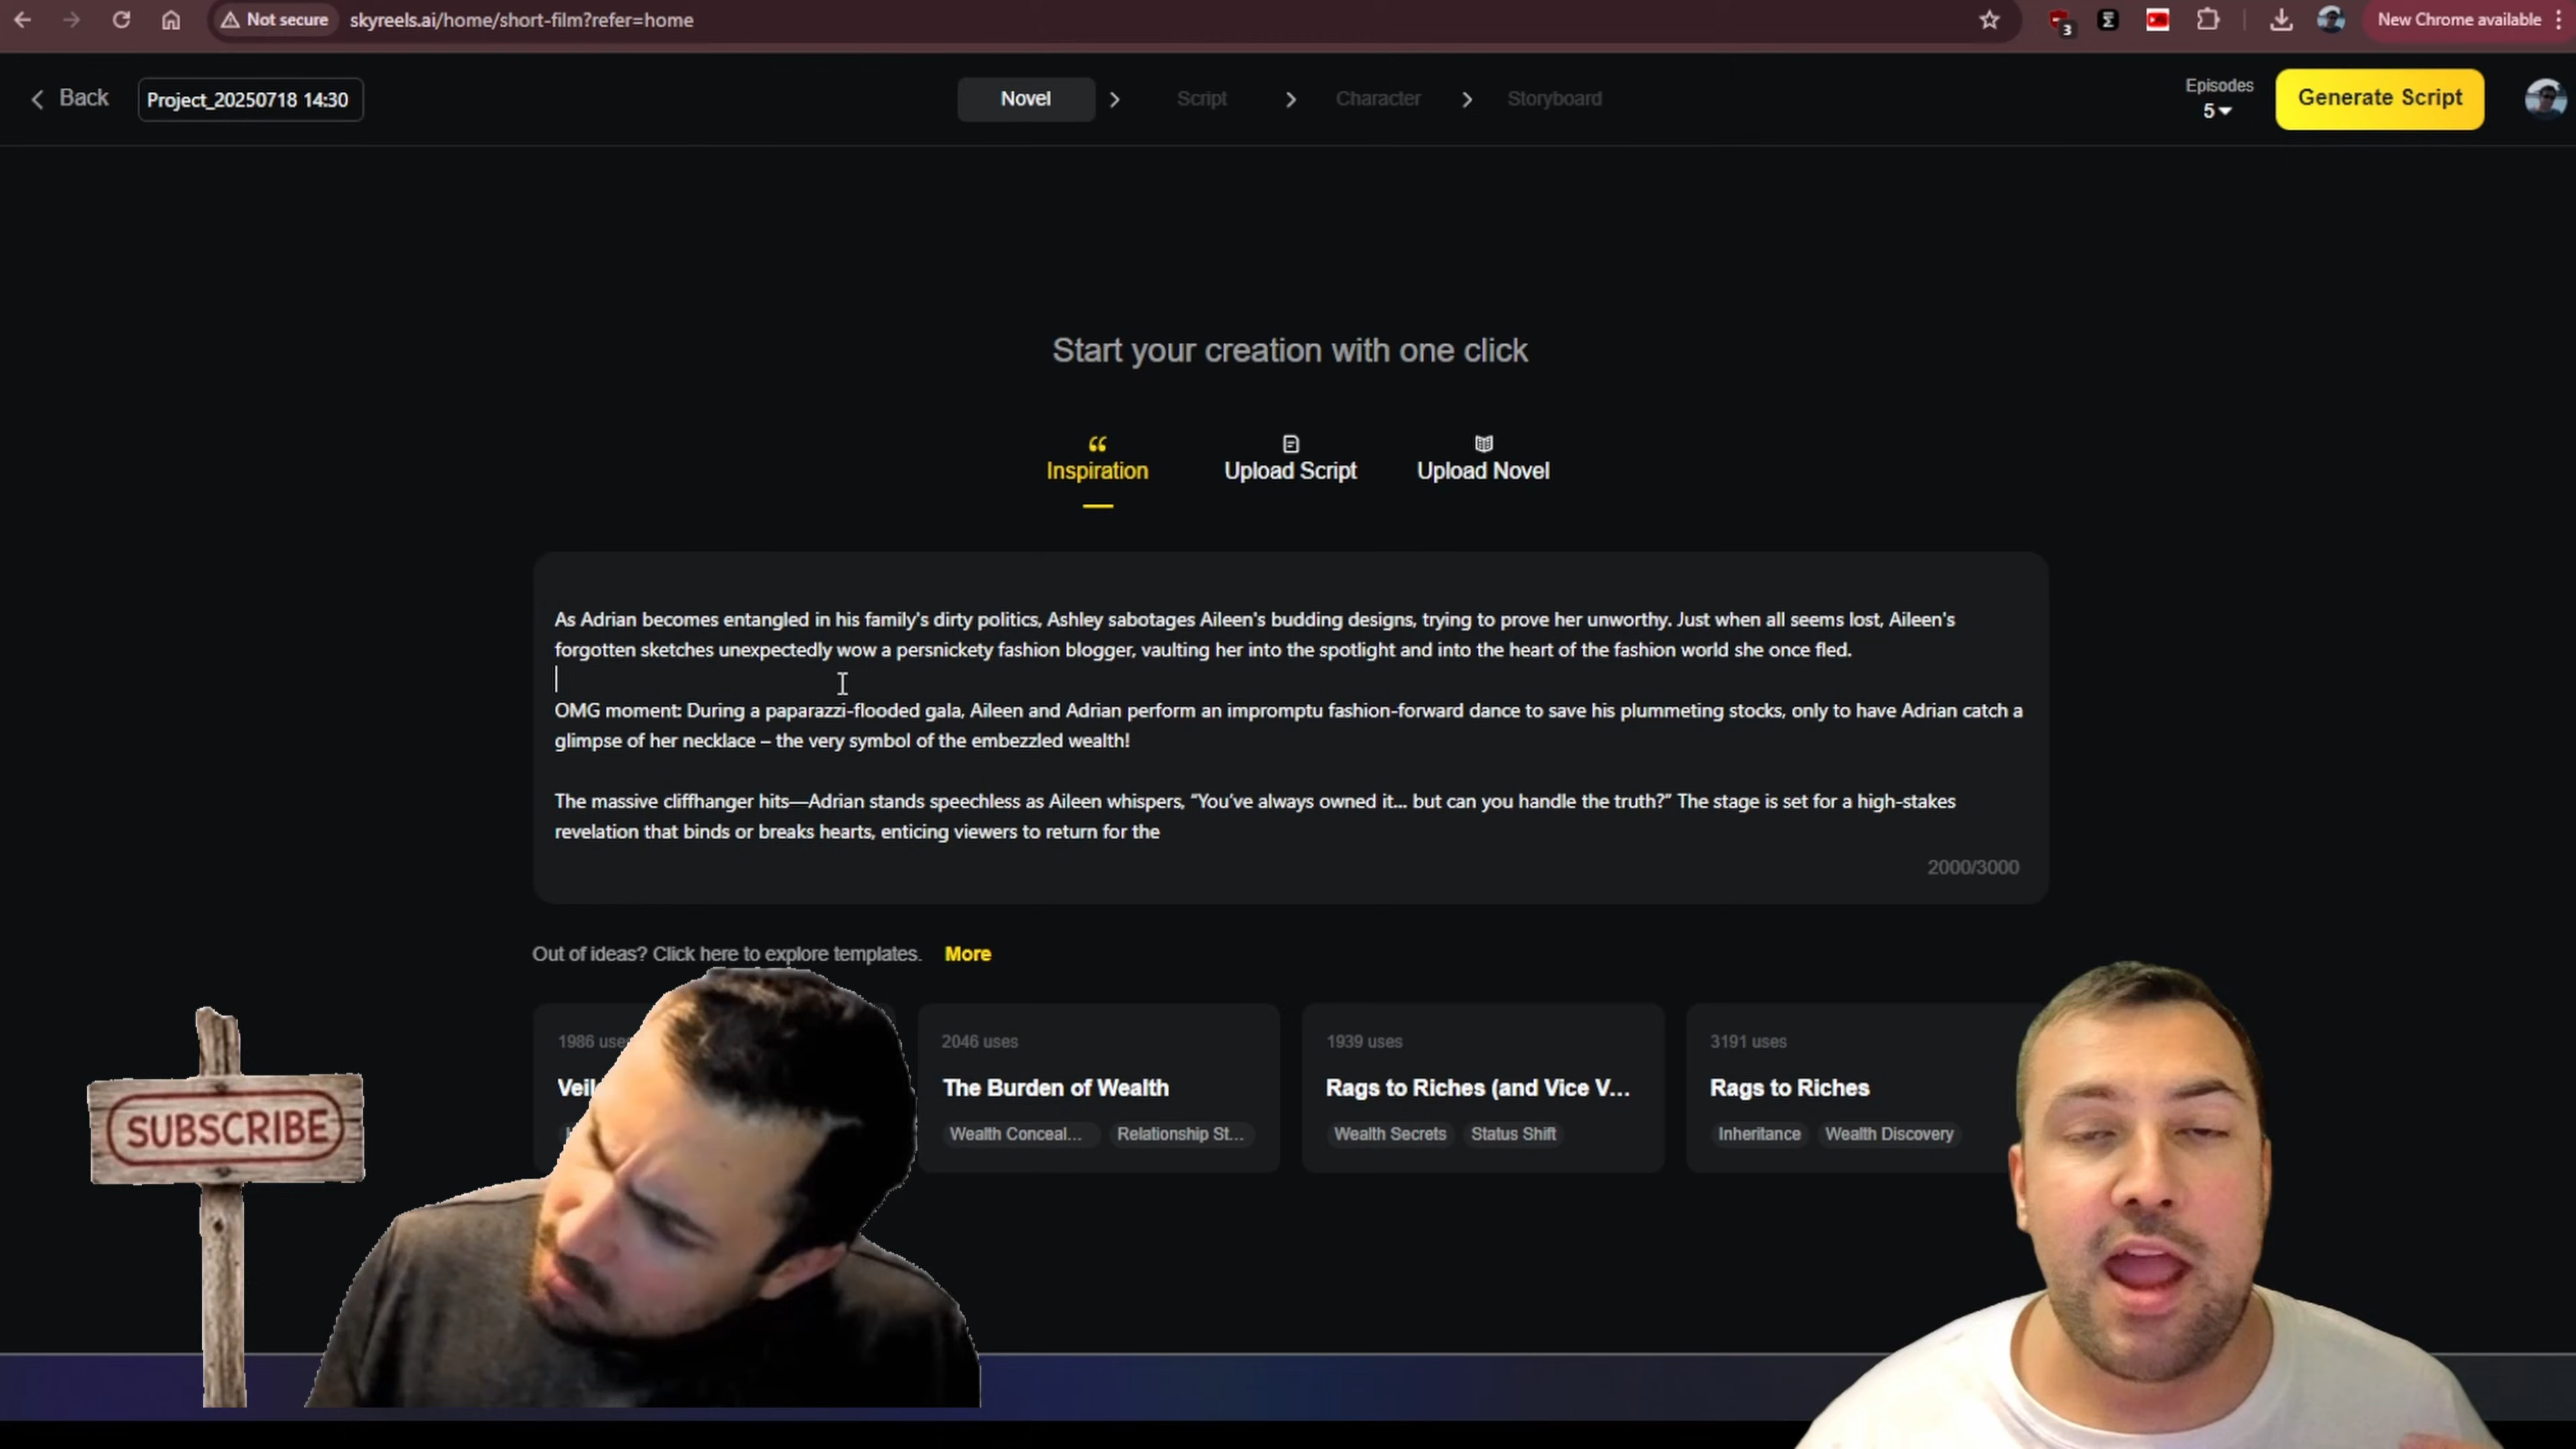 Not secure
skyreels.ai/home/short-film?refer=home
3
New Chrome available
Back
Project_20250718 14:30
Novel
Script
Character
Storyboard
Episodes
5
Generate Script
Start your creation with one click
Inspiration
Upload Script
Upload Novel
As Adrian becomes entangled in his family's dirty politics, Ashley sabotages Aileen's budding designs, trying to prove her unworthy. Just when all seems lost, Aileen's
forgotten sketches unexpectedly wow a persnickety fashion blogger, vaulting her into the spotlight and into the heart of the fashion world she once fled.
OMG moment: During a paparazzi-flooded gala, Aileen and Adrian perform an impromptu fashion-forward dance to save his plummeting stocks, only to have Adrian catch a
glimpse of her necklace – the very symbol of the embezzled wealth!
The massive cliffhanger hits—Adrian stands speechless as Aileen whispers, “You’ve always owned it... but can you handle the truth?” The stage is set for a high-stakes
revelation that binds or breaks hearts, enticing viewers to return for the
2000/3000
Out of ideas? Click here to explore templates. More
1986
2046 uses
1939 uses
3191 uses
The Burden of Wealth
Rags to Riches (and Vice V...
Rags to Riches
Wealth Conceal...
Relationship St...
Wealth Secrets
Status Shift
Inheritance
Wealth Discovery
SUBSCRIBE